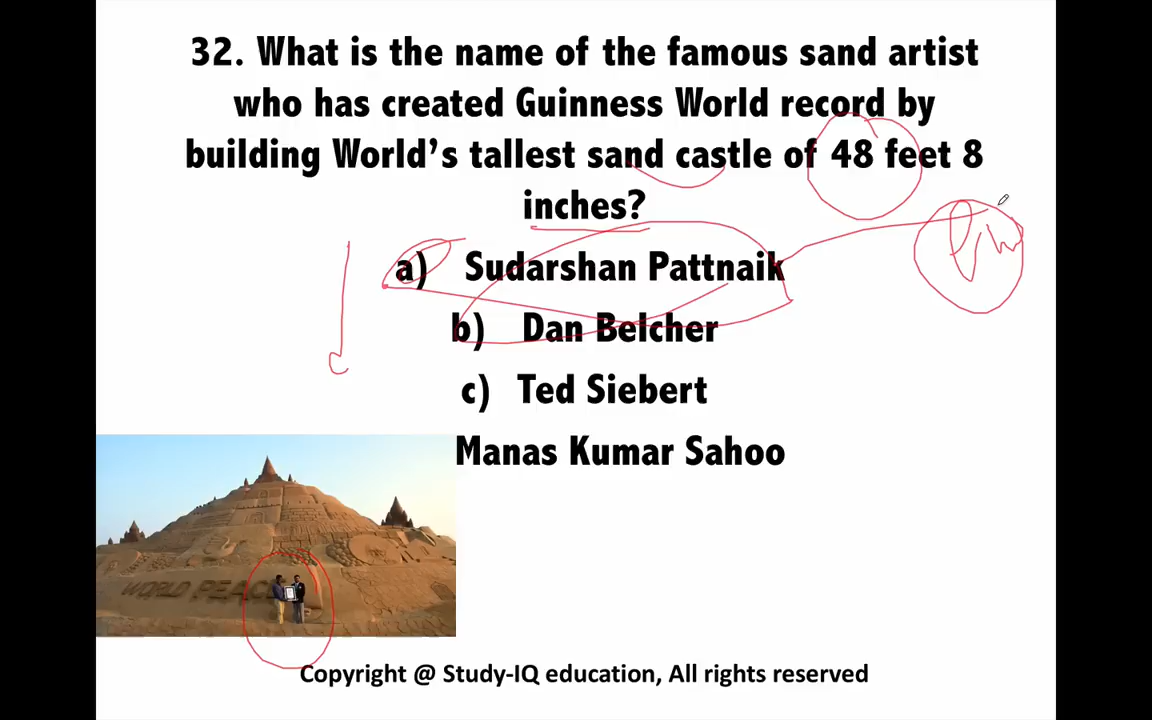 32. What is the name of the famous sand artist
who has created Guinness World record by
building World's tallest sand castle of 48 feet 8
inches?
a) Sudarshan Pattnaik
b) Dan Belcher
c) Ted Siebert
Manas Kumar Sahoo
WORLD PEACE
Copyright @ Study-IQ education, All rights reserved